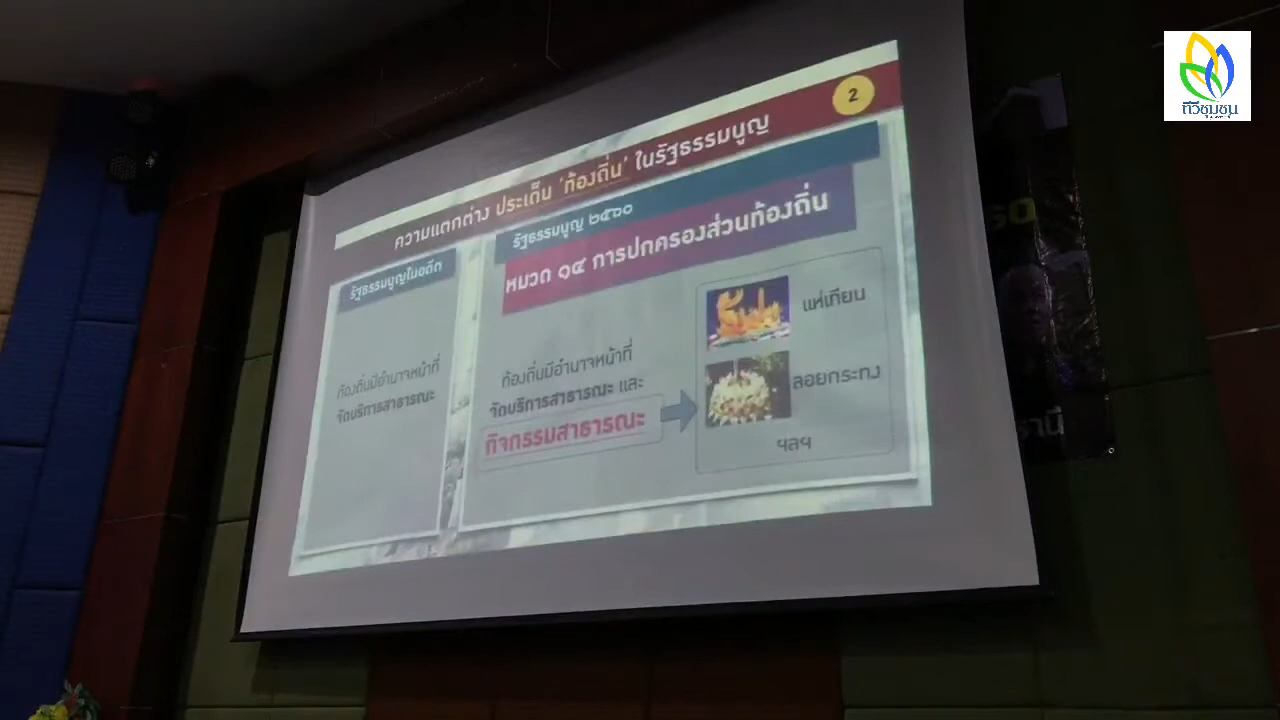 ทีวีชุมชน
2
ความแตกต่าง ประเด็น 'ท้องถิ่น' ในรัฐธรรมนูญ
รัฐธรรมนูญในอดีต
ท้องถิ่นมีอำนาจหน้าที่
จัดบริการสาธารณะ
รัฐธรรมนูญ ๒๕๖๐
หมวด ๑๔ การปกครองส่วนท้องถิ่น
ท้องถิ่นมีอำนาจหน้าที่
จัดบริการสาธารณะ และ
กิจกรรมสาธารณะ
แห่เทียน
ลอยกระทง
ฯลฯ